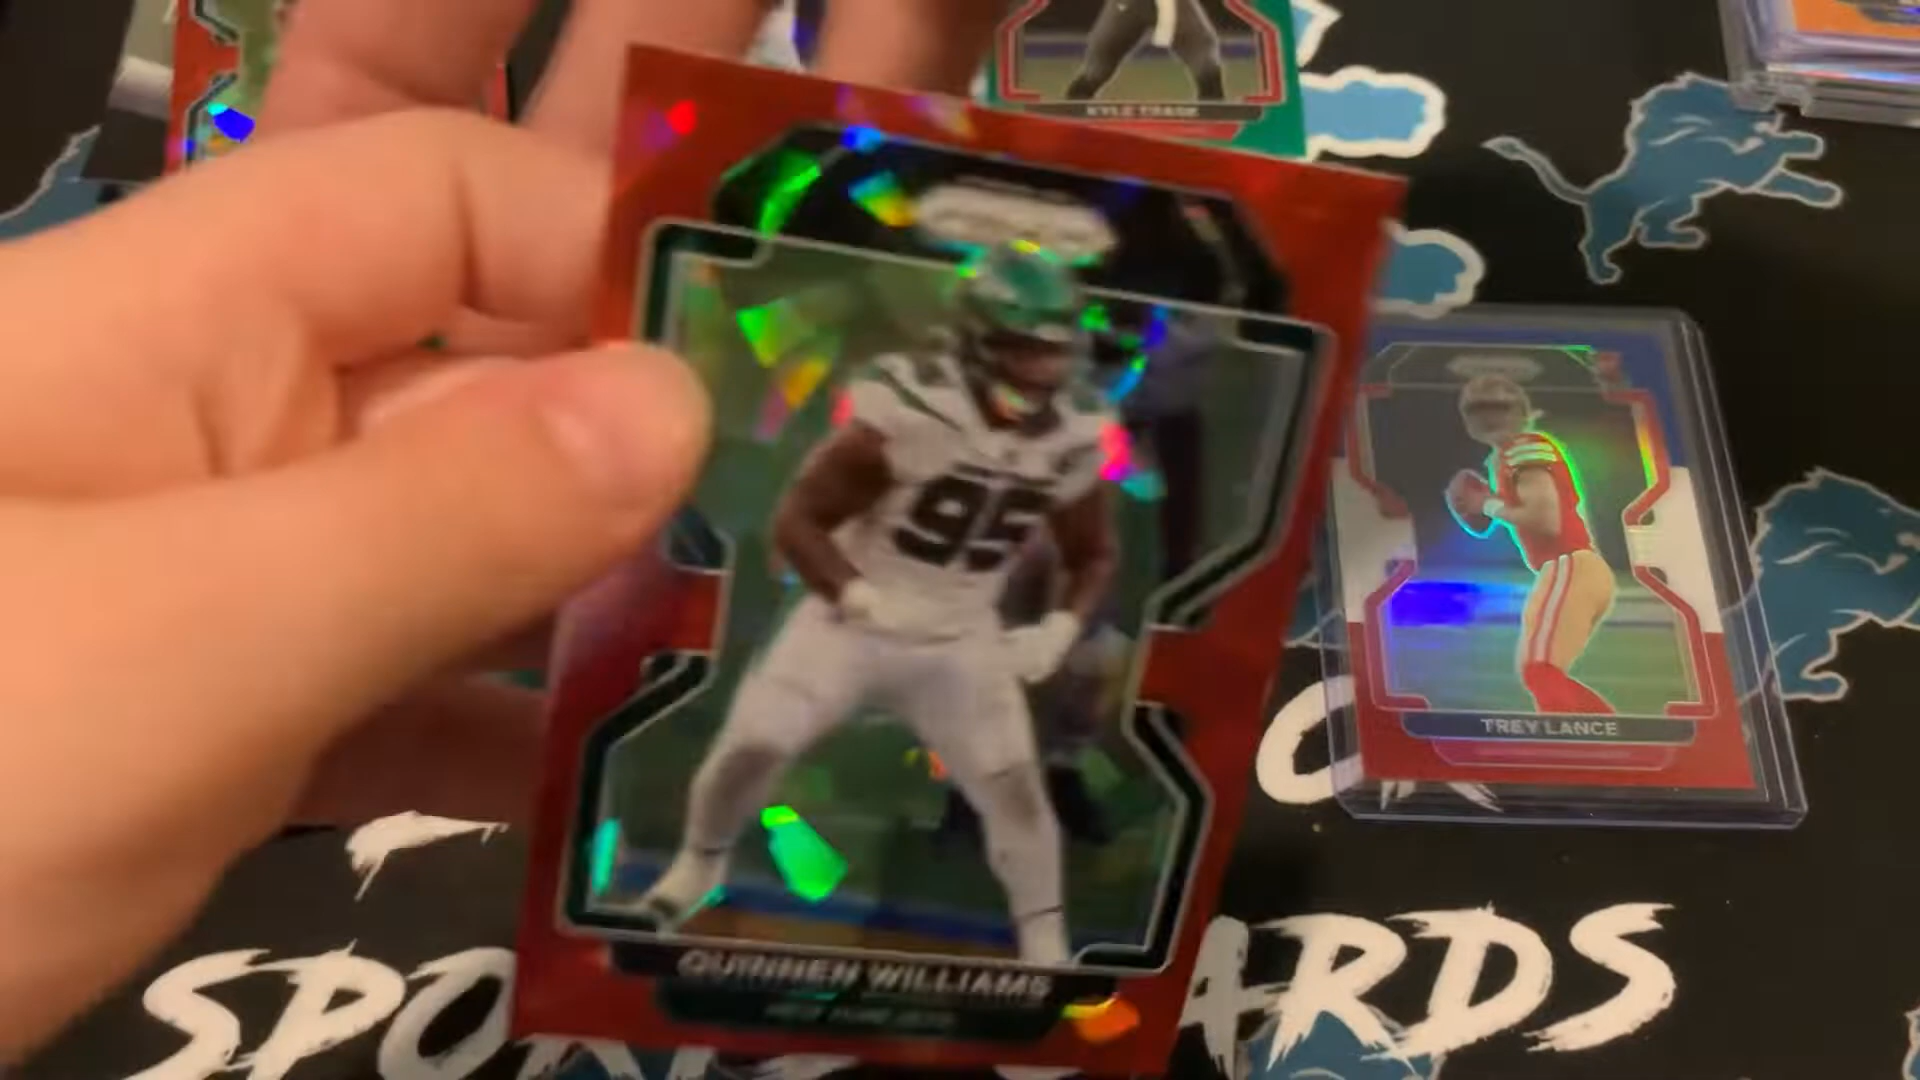 KYLE TRASK
95
TREY LANCE
QUINNEN WILLIAMS
NEW YORK JETS
SPO
ARDS